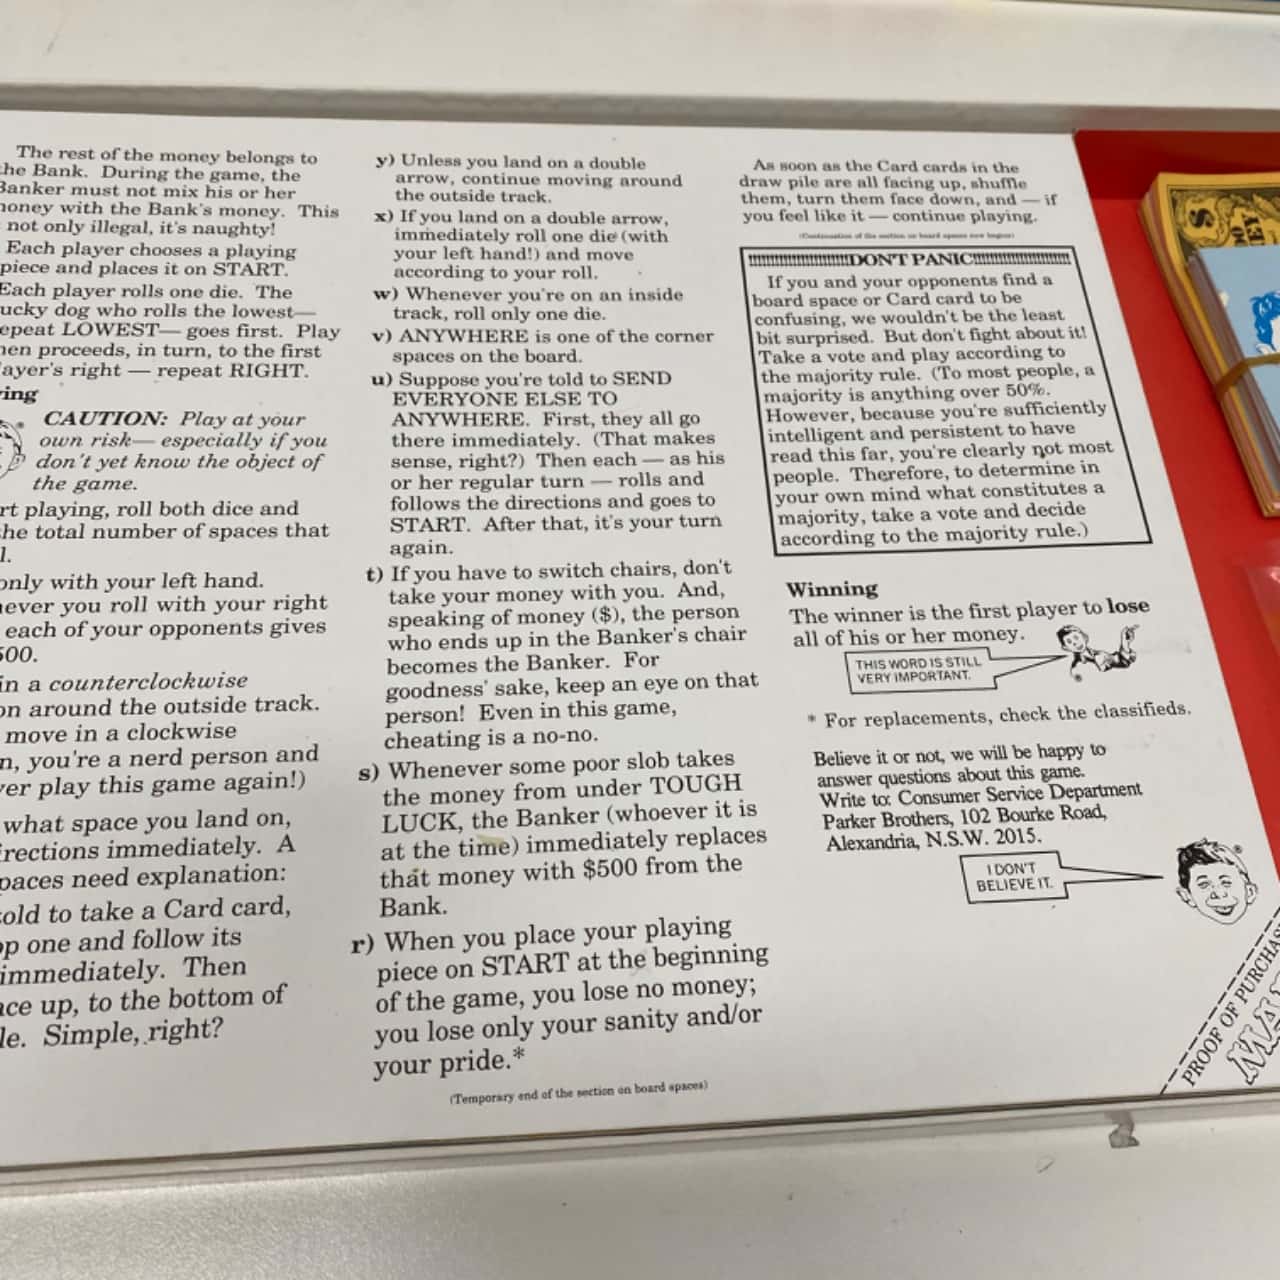 The rest of the money belongs to
the Bank. During the game, the
Banker must not mix his or her
money with the Bank's money. This
not only illegal, it's naughty!
Each player chooses a playing
piece and places it on START.
Each player rolls one die. The
ucky dog who rolls the lowest—
epeat LOWEST— goes first. Play
hen proceeds, in turn, to the first
layer's right — repeat RIGHT.
ying
CAUTION: Play at your
own risk— especially if you
don't yet know the object of
the game.
rt playing, roll both dice and
the total number of spaces that
l.
only with your left hand.
never you roll with your right
each of your opponents gives
500.
in a counterclockwise
on around the outside track.
move in a clockwise
n, you're a nerd person and
ver play this game again!)
what space you land on,
irections immediately. A
paces need explanation:
told to take a Card card,
op one and follow its
immediately. Then
ace up, to the bottom of
le. Simple, right?
y) Unless you land on a double
arrow, continue moving around
the outside track.
x) If you land on a double arrow,
immediately roll one die (with
your left hand!) and move
according to your roll.
w) Whenever you're on an inside
track, roll only one die.
v) ANYWHERE is one of the corner
spaces on the board.
u) Suppose you're told to SEND
EVERYONE ELSE TO
ANYWHERE. First, they all go
there immediately. (That makes
sense, right?) Then each — as his
or her regular turn — rolls and
follows the directions and goes to
START. After that, it's your turn
again.
t) If you have to switch chairs, don't
take your money with you. And,
speaking of money ($), the person
who ends up in the Banker's chair
becomes the Banker. For
goodness' sake, keep an eye on that
person! Even in this game,
cheating is a no-no.
s) Whenever some poor slob takes
the money from under TOUGH
LUCK, the Banker (whoever it is
at the time) immediately replaces
that money with $500 from the
Bank.
r) When you place your playing
piece on START at the beginning
of the game, you lose no money;
you lose only your sanity and/or
your pride.*
(Temporary end of the section on board spaces)
As soon as the Card cards in the
draw pile are all facing up, shuffle
them, turn them face down, and — if
you feel like it — continue playing.
(Continuation of the section on board spaces now begins)
!!!!!!!!!!!!!!!!!!!!!!!!DON'T PANIC!!!!!!!!!!!!!!!!!!!!!!!!
If you and your opponents find a
board space or Card card to be
confusing, we wouldn't be the least
bit surprised. But don't fight about it!
Take a vote and play according to
the majority rule. (To most people, a
majority is anything over 50%.
However, because you're sufficiently
intelligent and persistent to have
read this far, you're clearly not most
people. Therefore, to determine in
your own mind what constitutes a
majority, take a vote and decide
according to the majority rule.)
Winning
The winner is the first player to lose
all of his or her money.
THIS WORD IS STILL
VERY IMPORTANT.
* For replacements, check the classifieds.
Believe it or not, we will be happy to
answer questions about this game.
Write to: Consumer Service Department
Parker Brothers, 102 Bourke Road,
Alexandria, N.S.W. 2015.
I DON'T
BELIEVE IT.
PROOF OF PURCHAS
MA